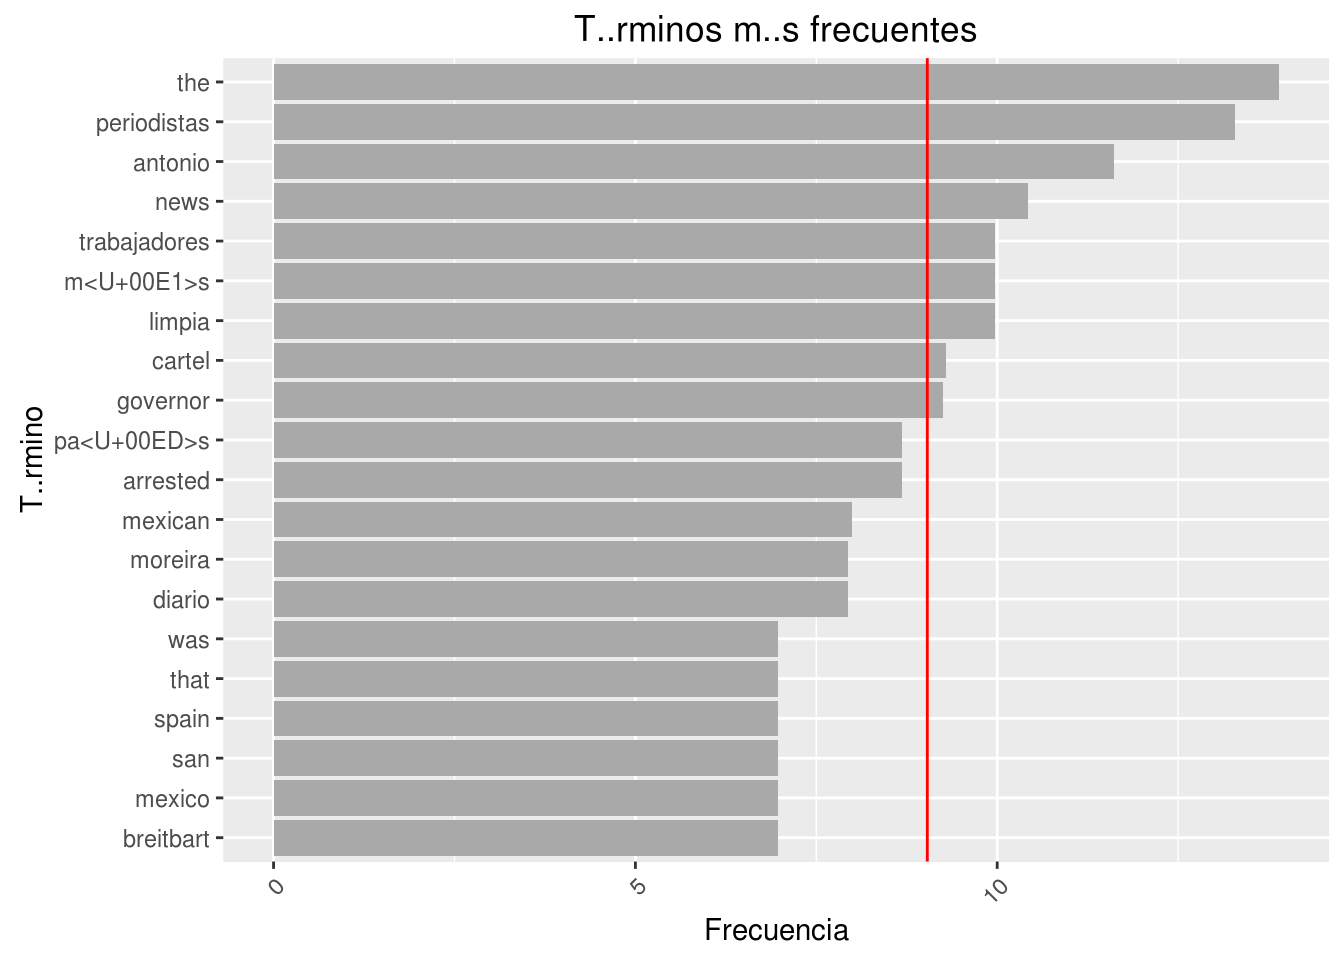 T..rminos m..s frecuentes
the
periodistas
antonio
news
trabajadores
m<U+00E1>s
limpia
cartel
governor
pa<U+00ED>s
arrested
mexican
moreira
diario
was
that
spain
san
mexico
breitbart
T..rmino
0 5 10
Frecuencia